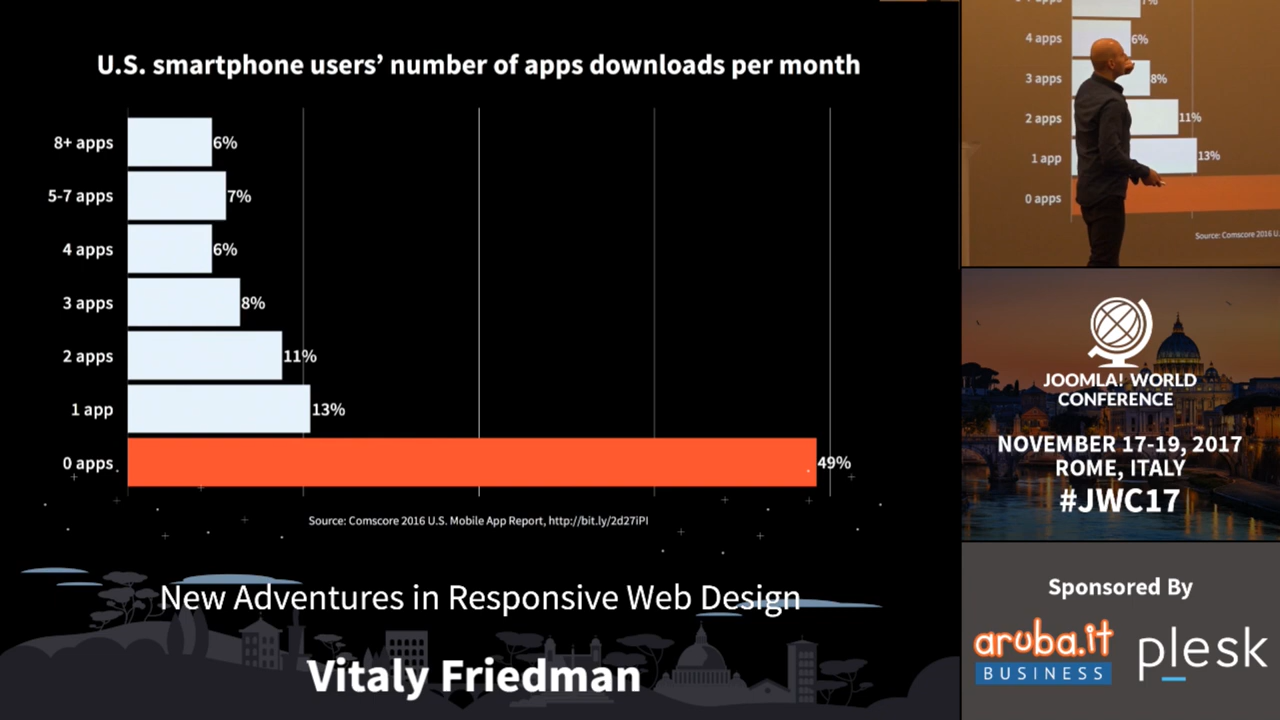 U.S. smartphone users’ number of apps downloads per month
8+ apps 6%
5-7 apps 7%
4 apps 6%
3 apps 8%
2 apps 11%
1 app 13%
0 apps 49%
Source: Comscore 2016 U.S. Mobile App Report, http://bit.ly/2d27iPI
New Adventures in Responsive Web Design
Vitaly Friedman
7%
4 apps 6%
3 apps 8%
2 apps 11%
1 app 13%
0 apps
Source: Comscore 2016 U.
JOOMLA! WORLD
CONFERENCE
NOVEMBER 17-19, 2017
ROME, ITALY
#JWC17
Sponsored By
aruba.it
BUSINESS
plesk